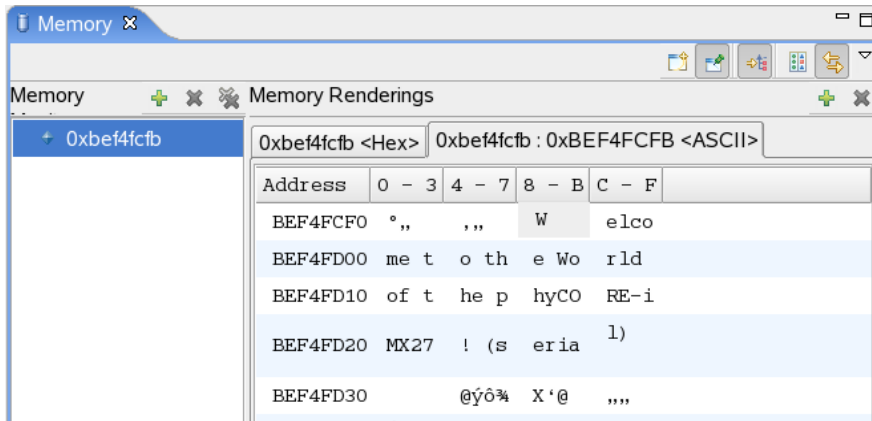 Memory
Memory Memory Renderings
0xbef4fcfb 0xbef4fcfb <Hex> 0xbef4fcfb : 0xBEF4FCFB <ASCII>
Address 0 - 3 4 - 7 8 - B C - F
BEF4FCF0 °„ ,„ W elco
BEF4FD00 me t o th e Wo rld
BEF4FD10 of t he p hyCO RE-i
BEF4FD20 MX27 ! (s eria l)
BEF4FD30 @ýô¾ X‘@ „„